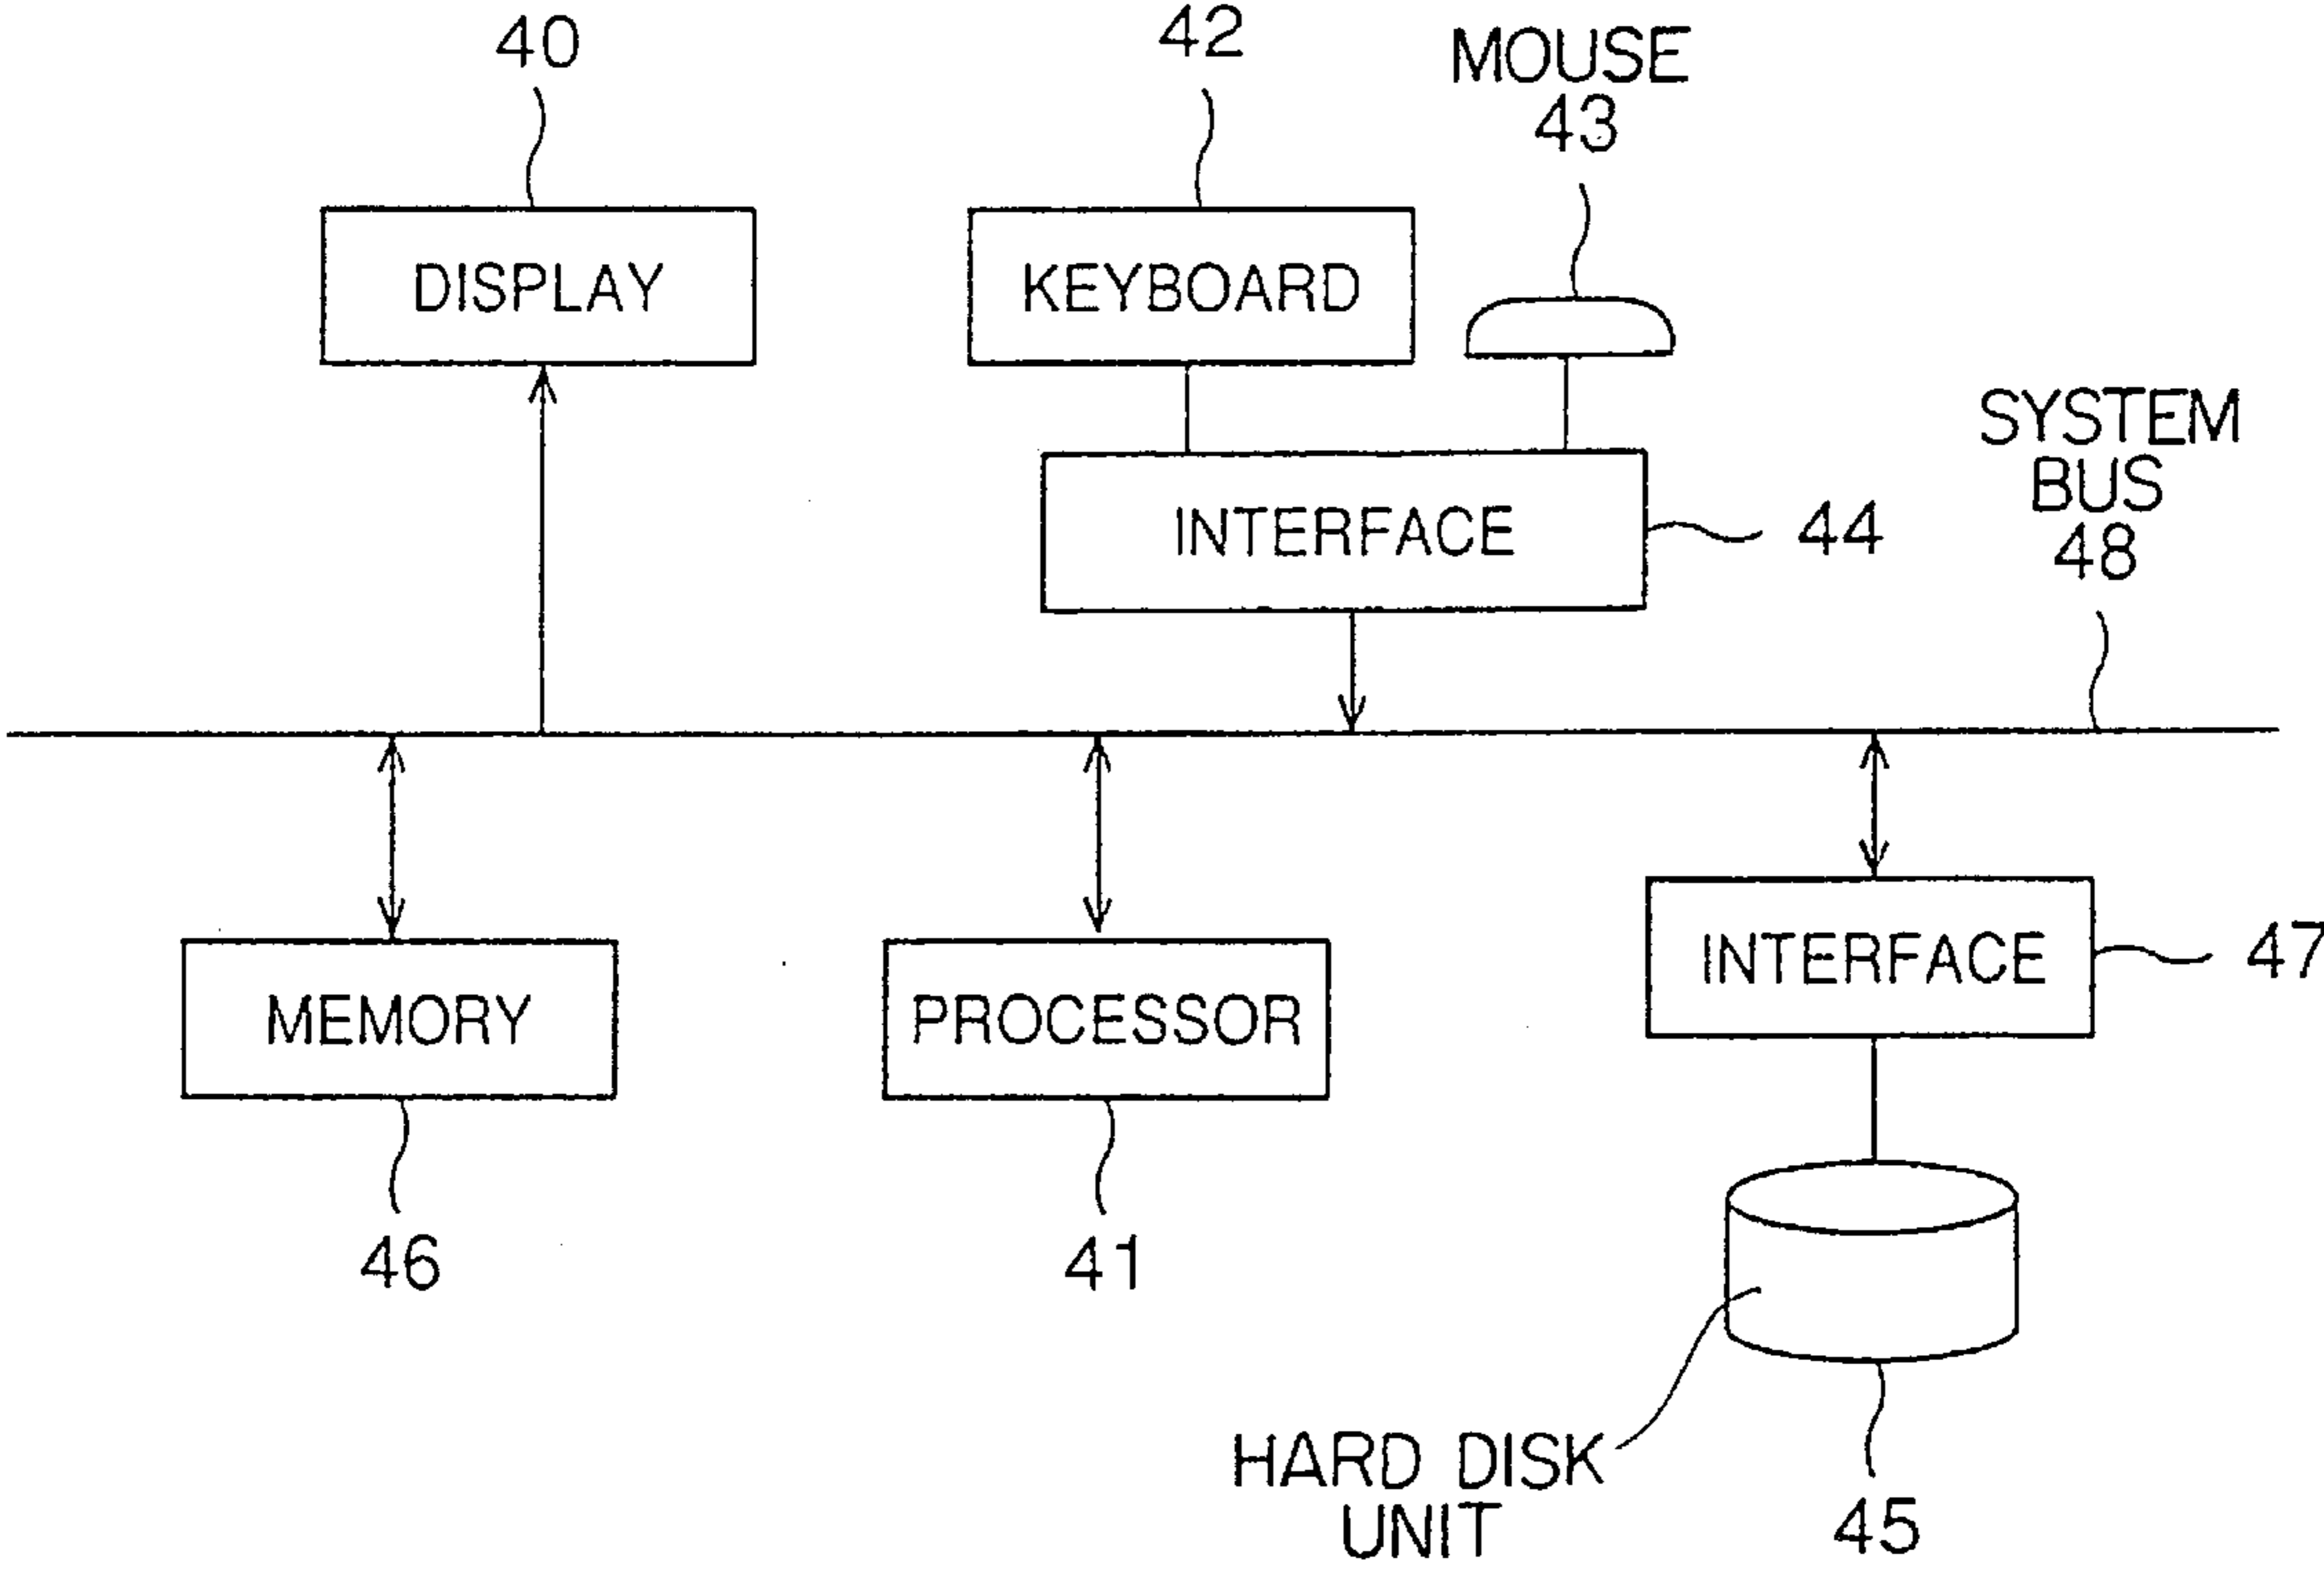 40
42
MOUSE
43
DISPLAY
KEYBOARD
SYSTEM
BUS
48
INTERFACE
44
MEMORY
PROCESSOR
INTERFACE
47
46
41
HARD DISK
UNIT
45